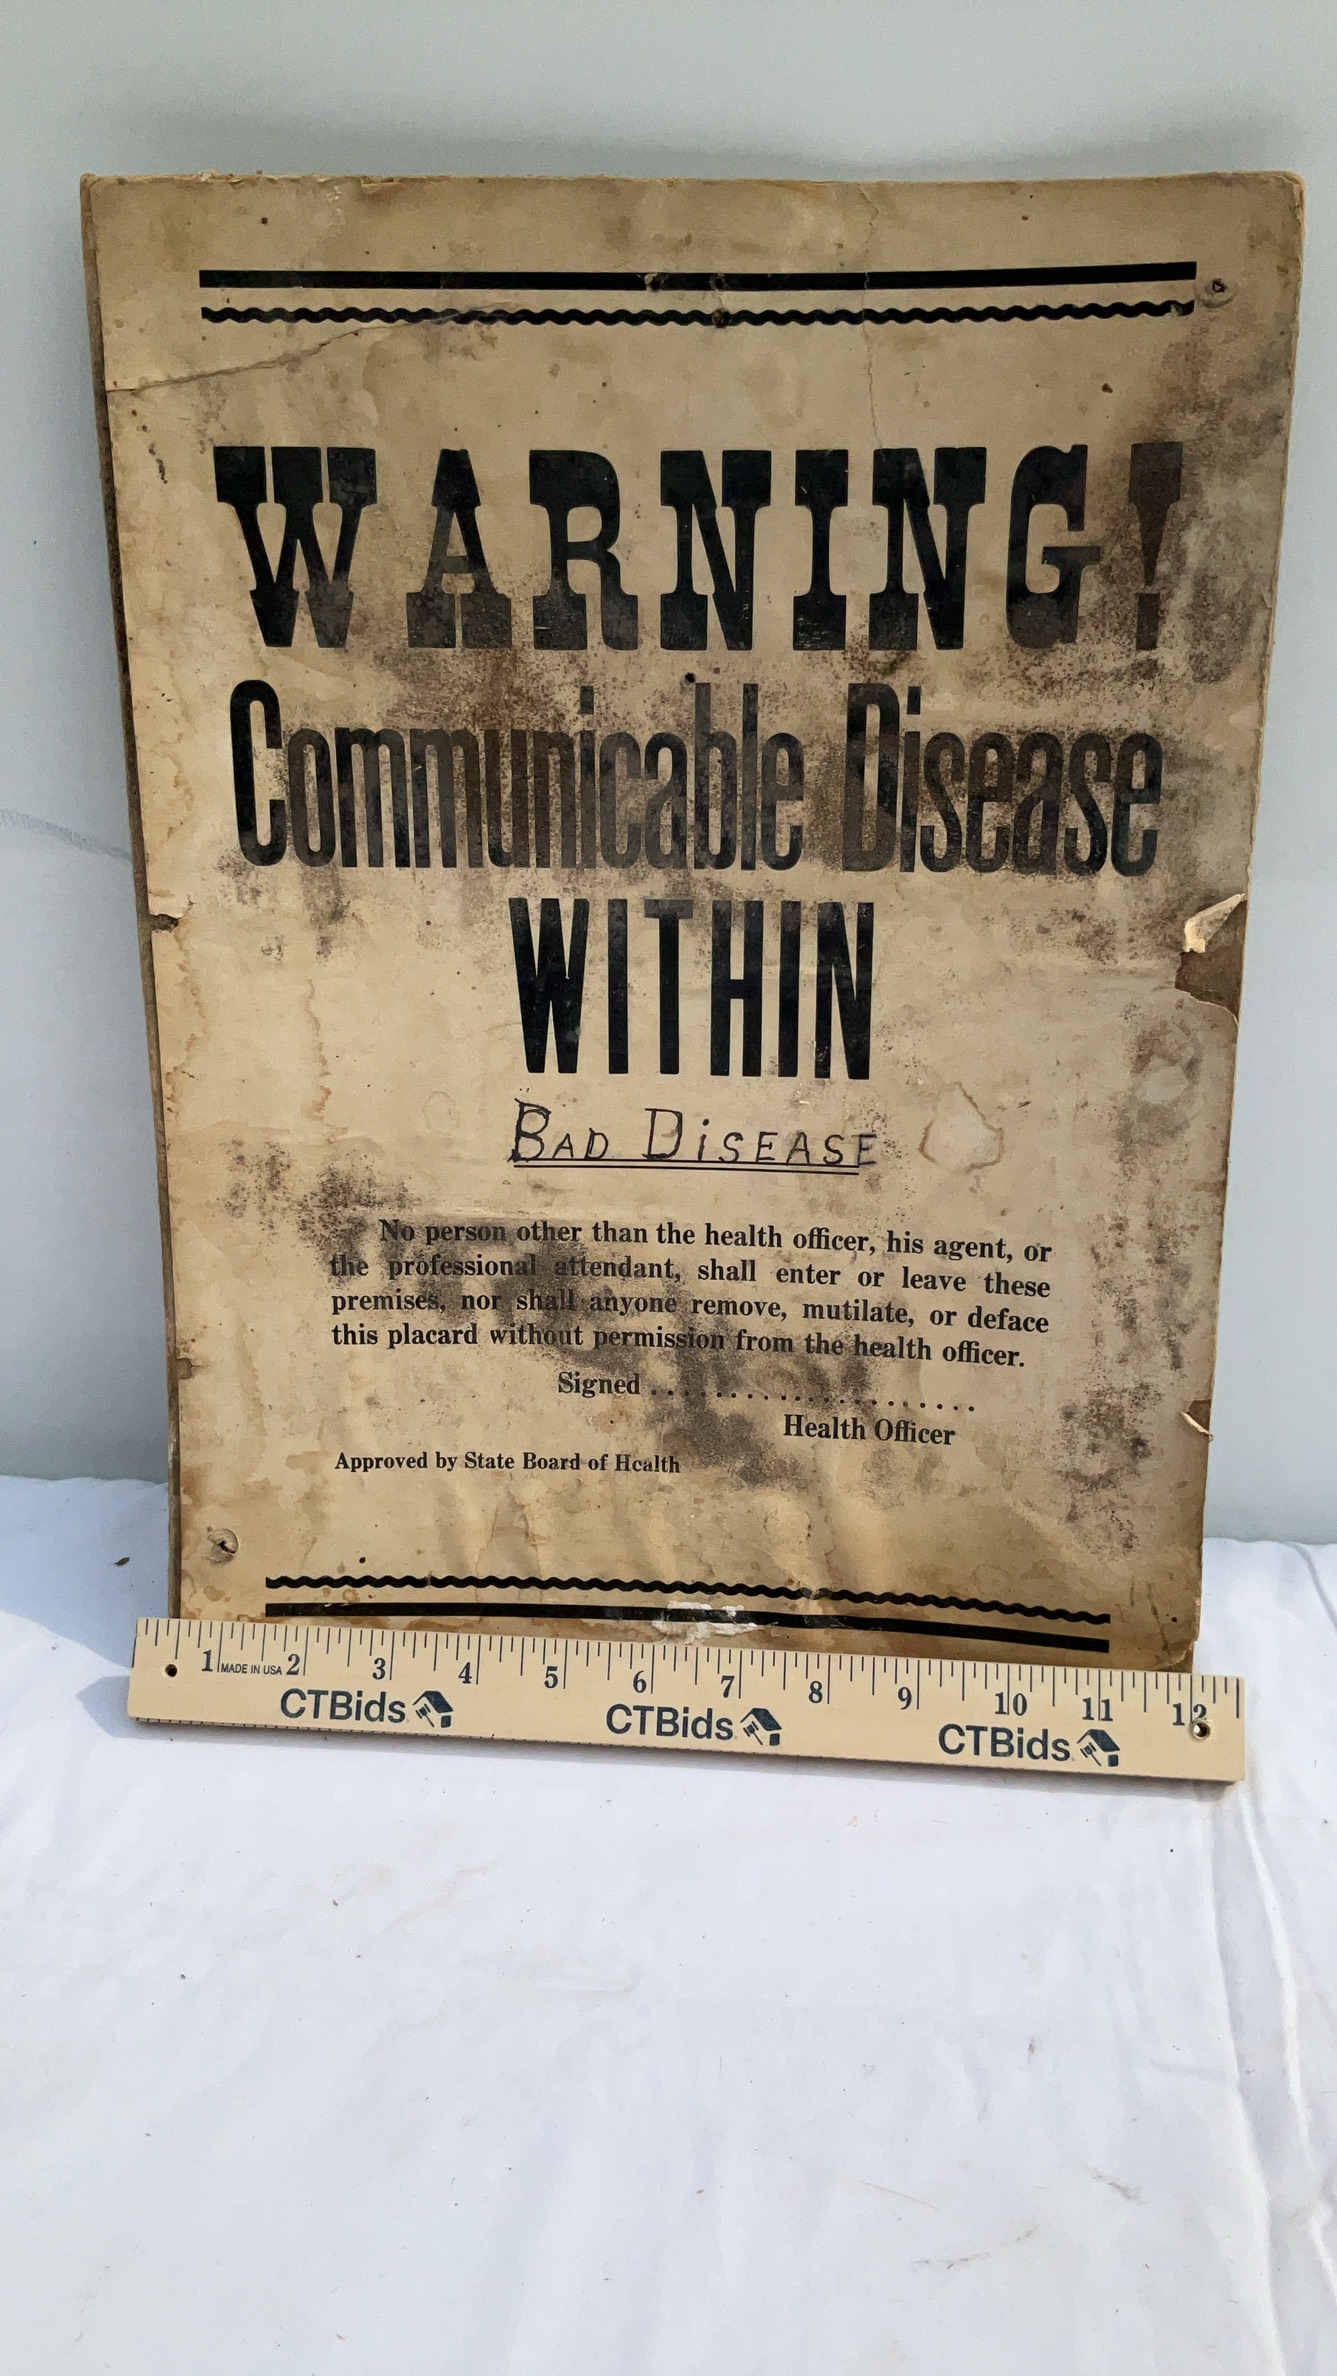 WARNING!
Communicable Disease
WITHIN
BAD DiSEASE
No person other than the health officer, his agent, or
the professional attendant, shall enter or leave these
premises, nor shall anyone remove, mutilate, or deface
this placard without permission from the health officer.
Signed ........................
Health Officer
Approved by State Board of Health
1 MADE IN USA 2 3 4 5 6 7 8 9 10 11 12
CTBids CTBids CTBids